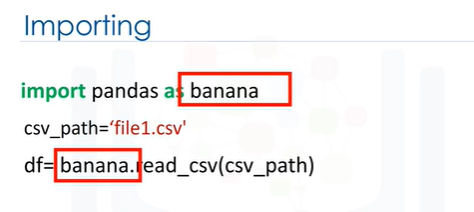 Importing
import pandas as banana
csv_path=‘file1.csv'
df= banana.read_csv(csv_path)